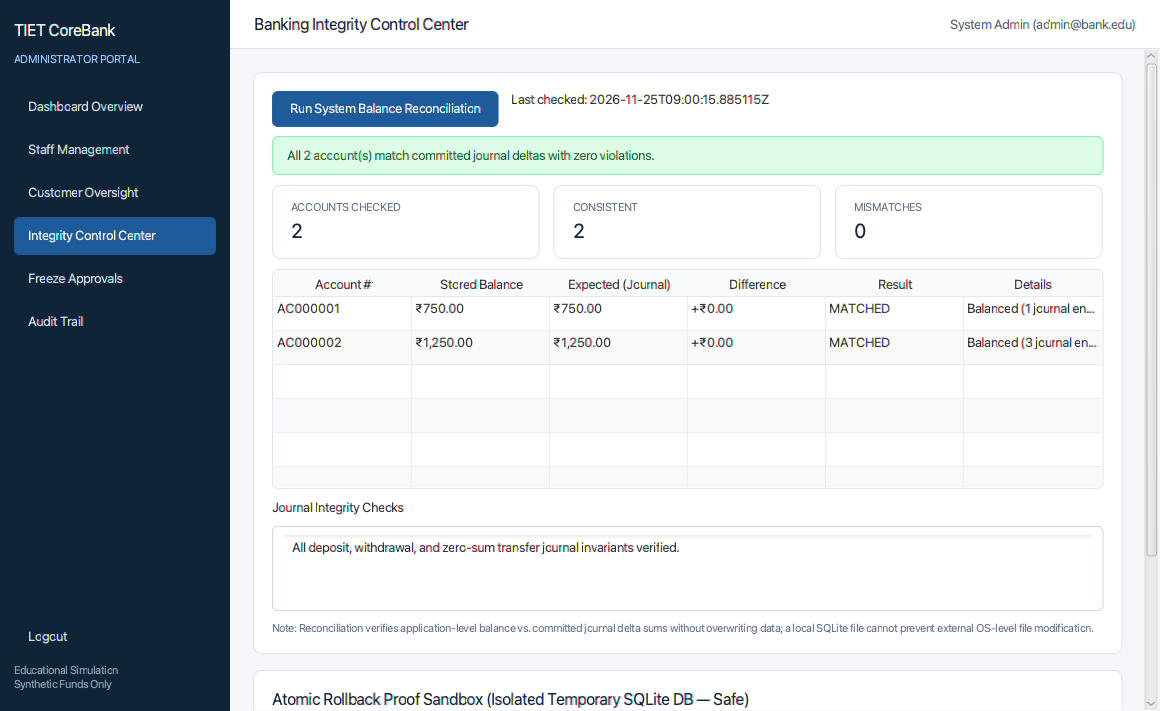 TIET CoreBank
ADMINISTRATOR PORTAL
Dashboard Overview
Staff Management
Customer Oversight
Integrity Control Center
Freeze Approvals
Audit Trail
Logout
Educational Simulation
Synthetic Funds Only
Banking Integrity Control Center
System Admin (admin@bank.edu)
Run System Balance Reconciliation
Last checked: 2026-11-25T09:00:15.885115Z
All 2 account(s) match committed journal deltas with zero violations.
ACCOUNTS CHECKED
2
CONSISTENT
2
MISMATCHES
0
Account # Stored Balance Expected (Journal) Difference Result Details
AC000001 ₹750.00 ₹750.00 +₹0.00 MATCHED Balanced (1 journal en...
AC000002 ₹1,250.00 ₹1,250.00 +₹0.00 MATCHED Balanced (3 journal en...
Journal Integrity Checks
All deposit, withdrawal, and zero-sum transfer journal invariants verified.
Note: Reconciliation verifies application-level balance vs. committed journal delta sums without overwriting data; a local SQLite file cannot prevent external OS-level file modification.
Atomic Rollback Proof Sandbox (Isolated Temporary SQLite DB — Safe)